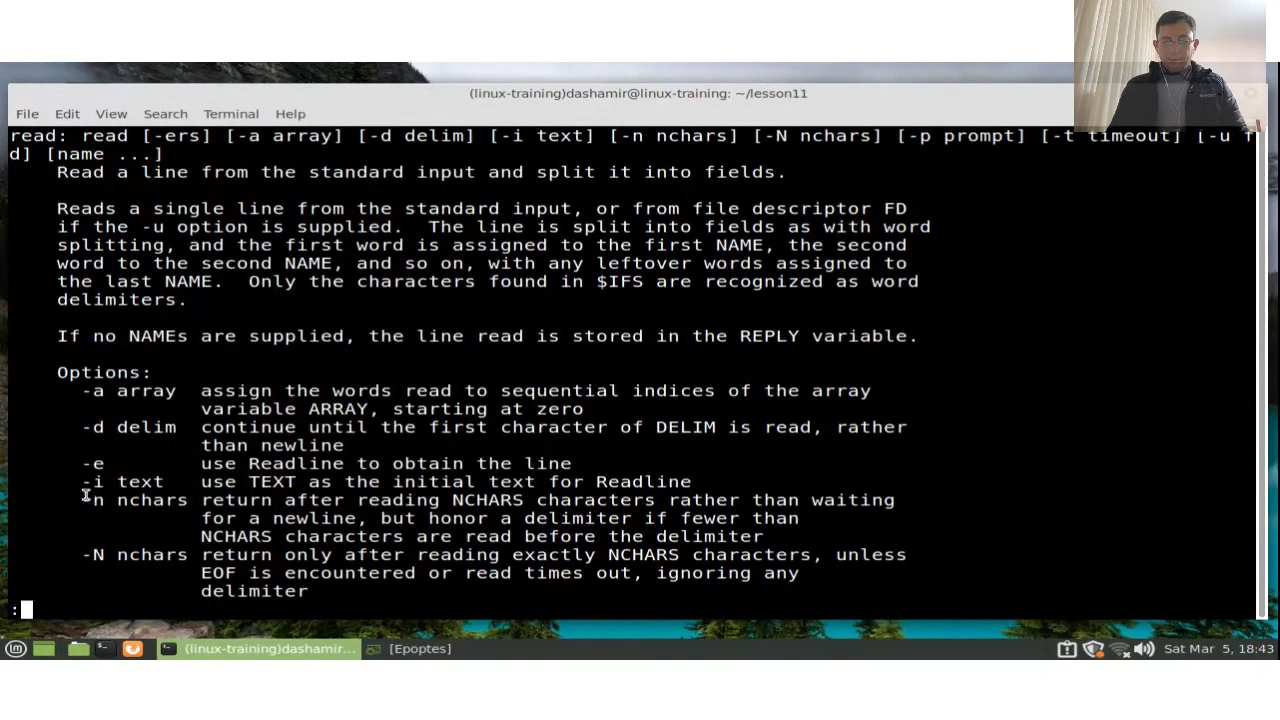 (linux-training)dashamir@linux-training: ~/lesson11
File Edit View Search Terminal Help
read: read [-ers] [-a array] [-d delim] [-i text] [-n nchars] [-N nchars] [-p prompt] [-t timeout] [-u f
d] [name ...]
Read a line from the standard input and split it into fields.
Reads a single line from the standard input, or from file descriptor FD
if the -u option is supplied.  The line is split into fields as with word
splitting, and the first word is assigned to the first NAME, the second
word to the second NAME, and so on, with any leftover words assigned to
the last NAME.  Only the characters found in $IFS are recognized as word
delimiters.
If no NAMEs are supplied, the line read is stored in the REPLY variable.
Options:
-a array  assign the words read to sequential indices of the array
variable ARRAY, starting at zero
-d delim  continue until the first character of DELIM is read, rather
than newline
-e        use Readline to obtain the line
-i text   use TEXT as the initial text for Readline
-n nchars return after reading NCHARS characters rather than waiting
for a newline, but honor a delimiter if fewer than
NCHARS characters are read before the delimiter
-N nchars return only after reading exactly NCHARS characters, unless
EOF is encountered or read times out, ignoring any
delimiter
:
(linux-training)dashamir... [Epoptes] Sat Mar 5, 18:43